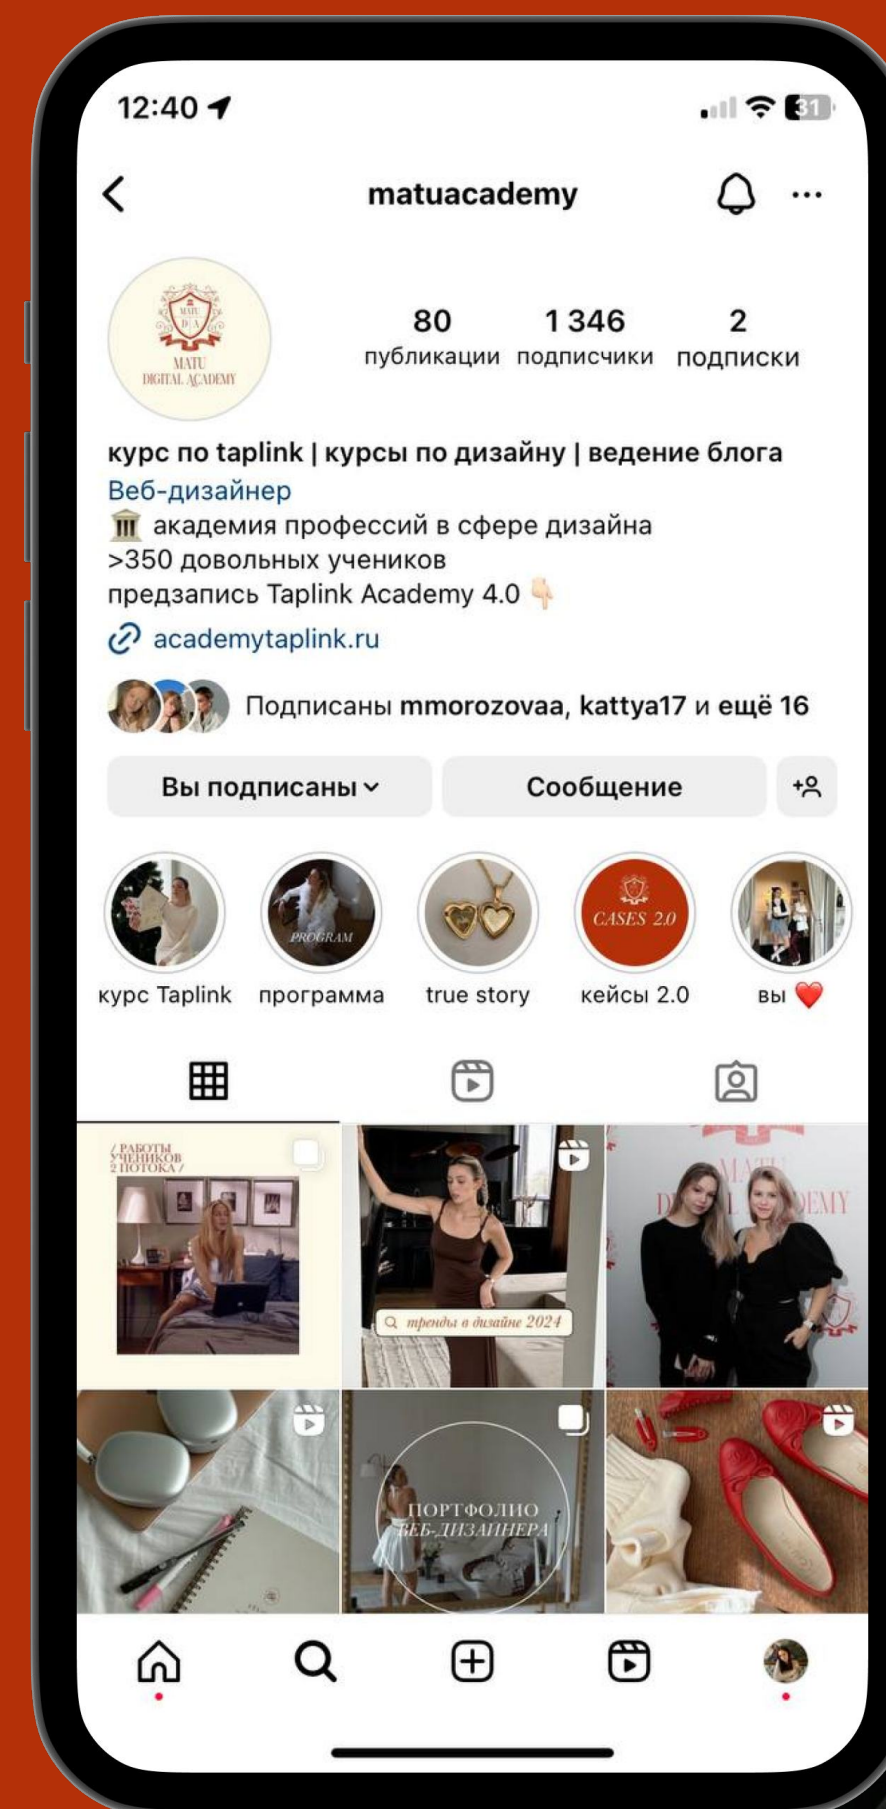 12:40
31
matuacademy
MATU
D A
MATU
DIGITAL ACADEMY
80
1 346
2
публикации
подписчики
подписки
курс по taplink | курсы по дизайну | ведение блога
Веб-дизайнер
🏛 академия профессий в сфере дизайна
>350 довольных учеников
предзапись Taplink Academy 4.0 👇🏻
academytaplink.ru
Подписаны mmorozovaa, kattya17 и ещё 16
Вы подписаны
Сообщение
PROGRAM
CASES 2.0
курс Taplink
программа
true story
кейсы 2.0
вы ❤️
/ РАБОТЫ
УЧЕНИКОВ
2 ПОТОКА /
тренды в дизайне 2024
MATU
ПОРТФОЛИО
ВЕБ-ДИЗАЙНЕРА